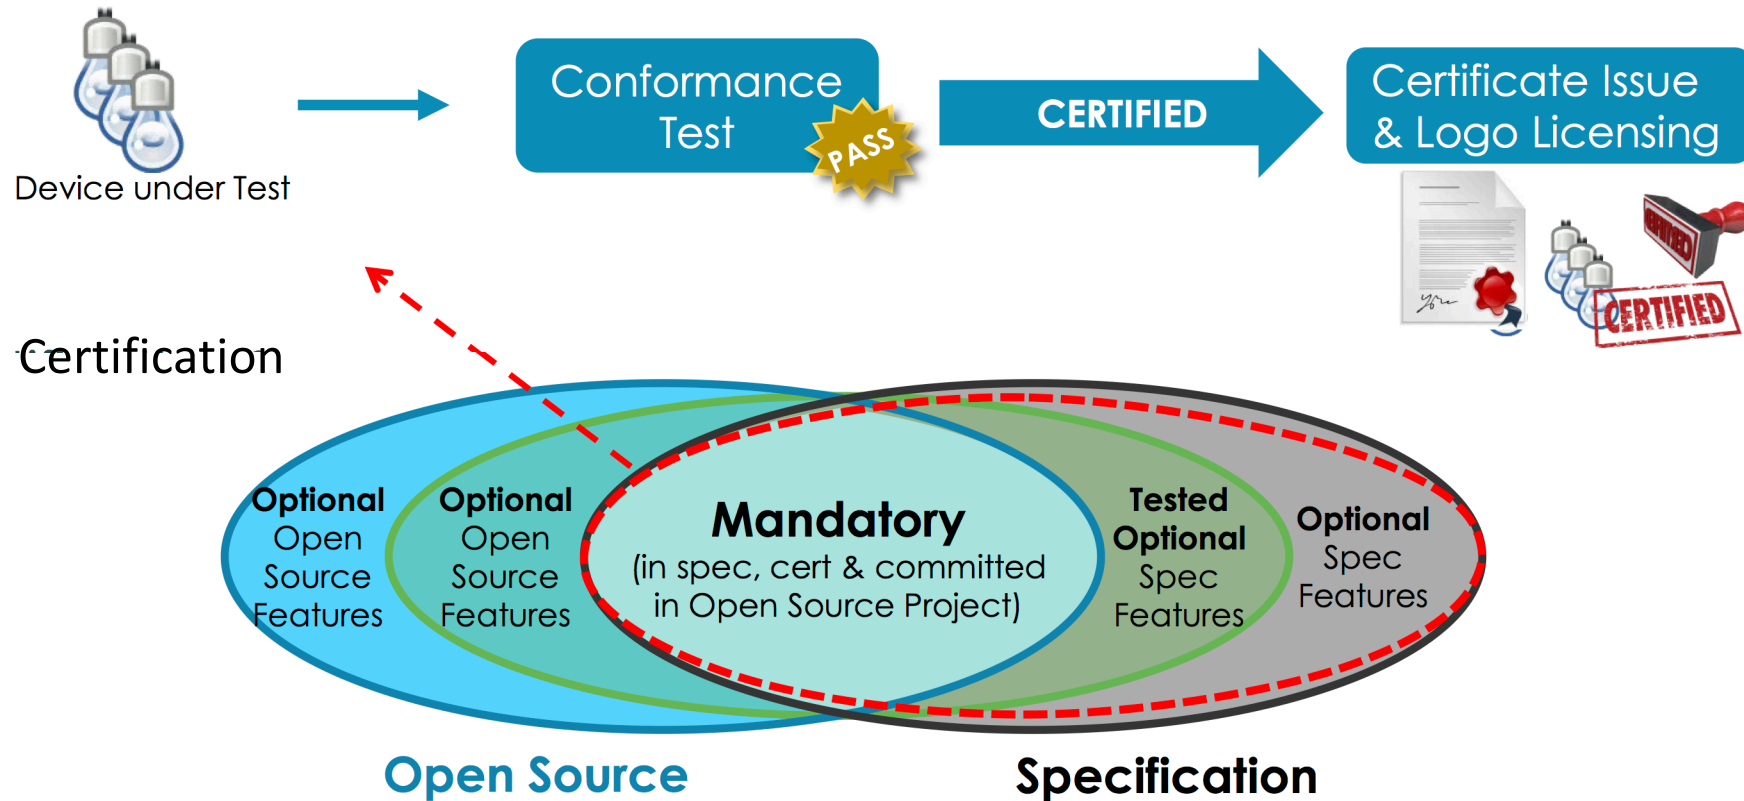 Device under Test
Conformance
Test
PASS
CERTIFIED
Certificate Issue
& Logo Licensing
CERTIFIED
CERTIFIED
Certification
Optional
Open
Source
Features
Optional
Open
Source
Features
Mandatory
(in spec, cert & committed
in Open Source Project)
Tested
Optional
Spec
Features
Optional
Spec
Features
Open Source
Specification